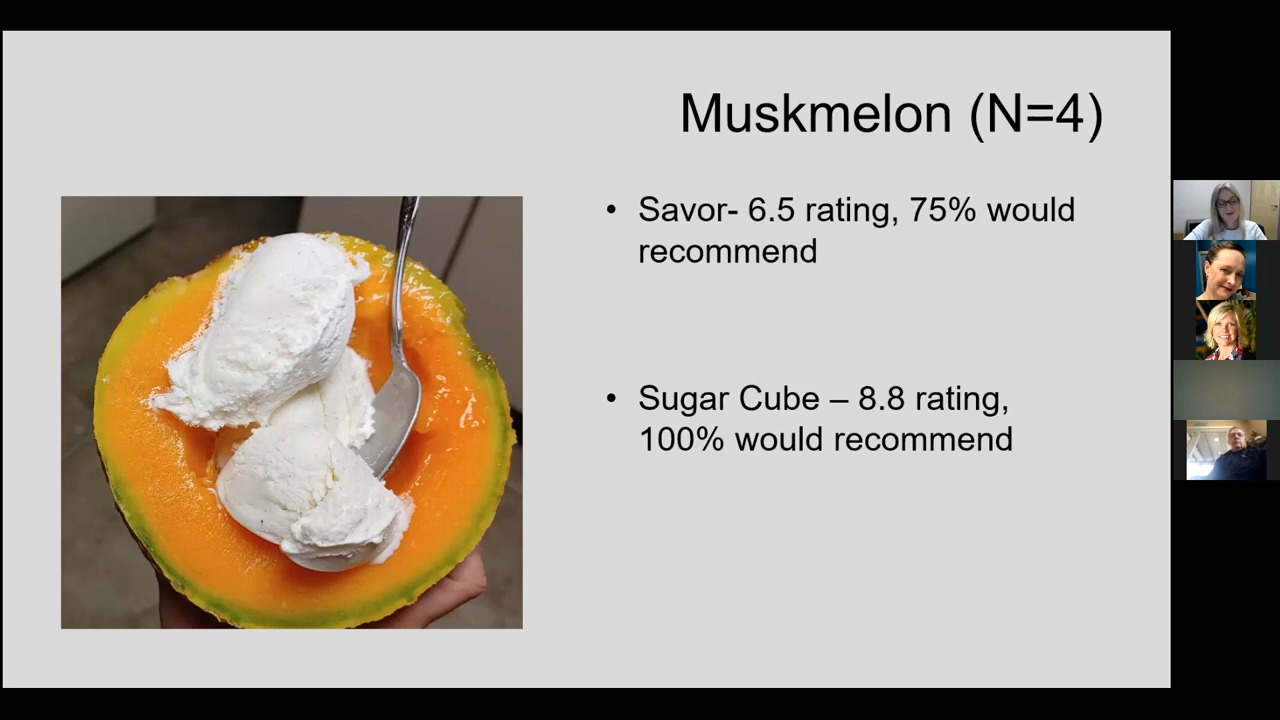 Muskmelon (N=4)
• Savor- 6.5 rating, 75% would
recommend
• Sugar Cube – 8.8 rating,
100% would recommend